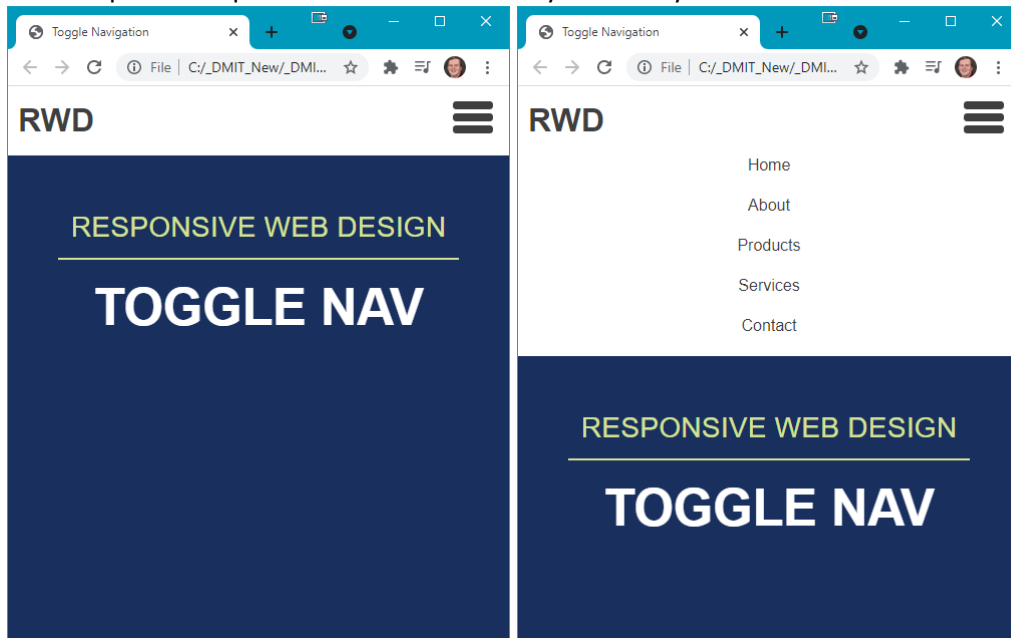 Toggle Navigation
File | C:/_DMIT_New/_DMI...
RWD
RESPONSIVE WEB DESIGN
TOGGLE NAV
Toggle Navigation
File | C:/_DMIT_New/_DMI...
RWD
Home
About
Products
Services
Contact
RESPONSIVE WEB DESIGN
TOGGLE NAV